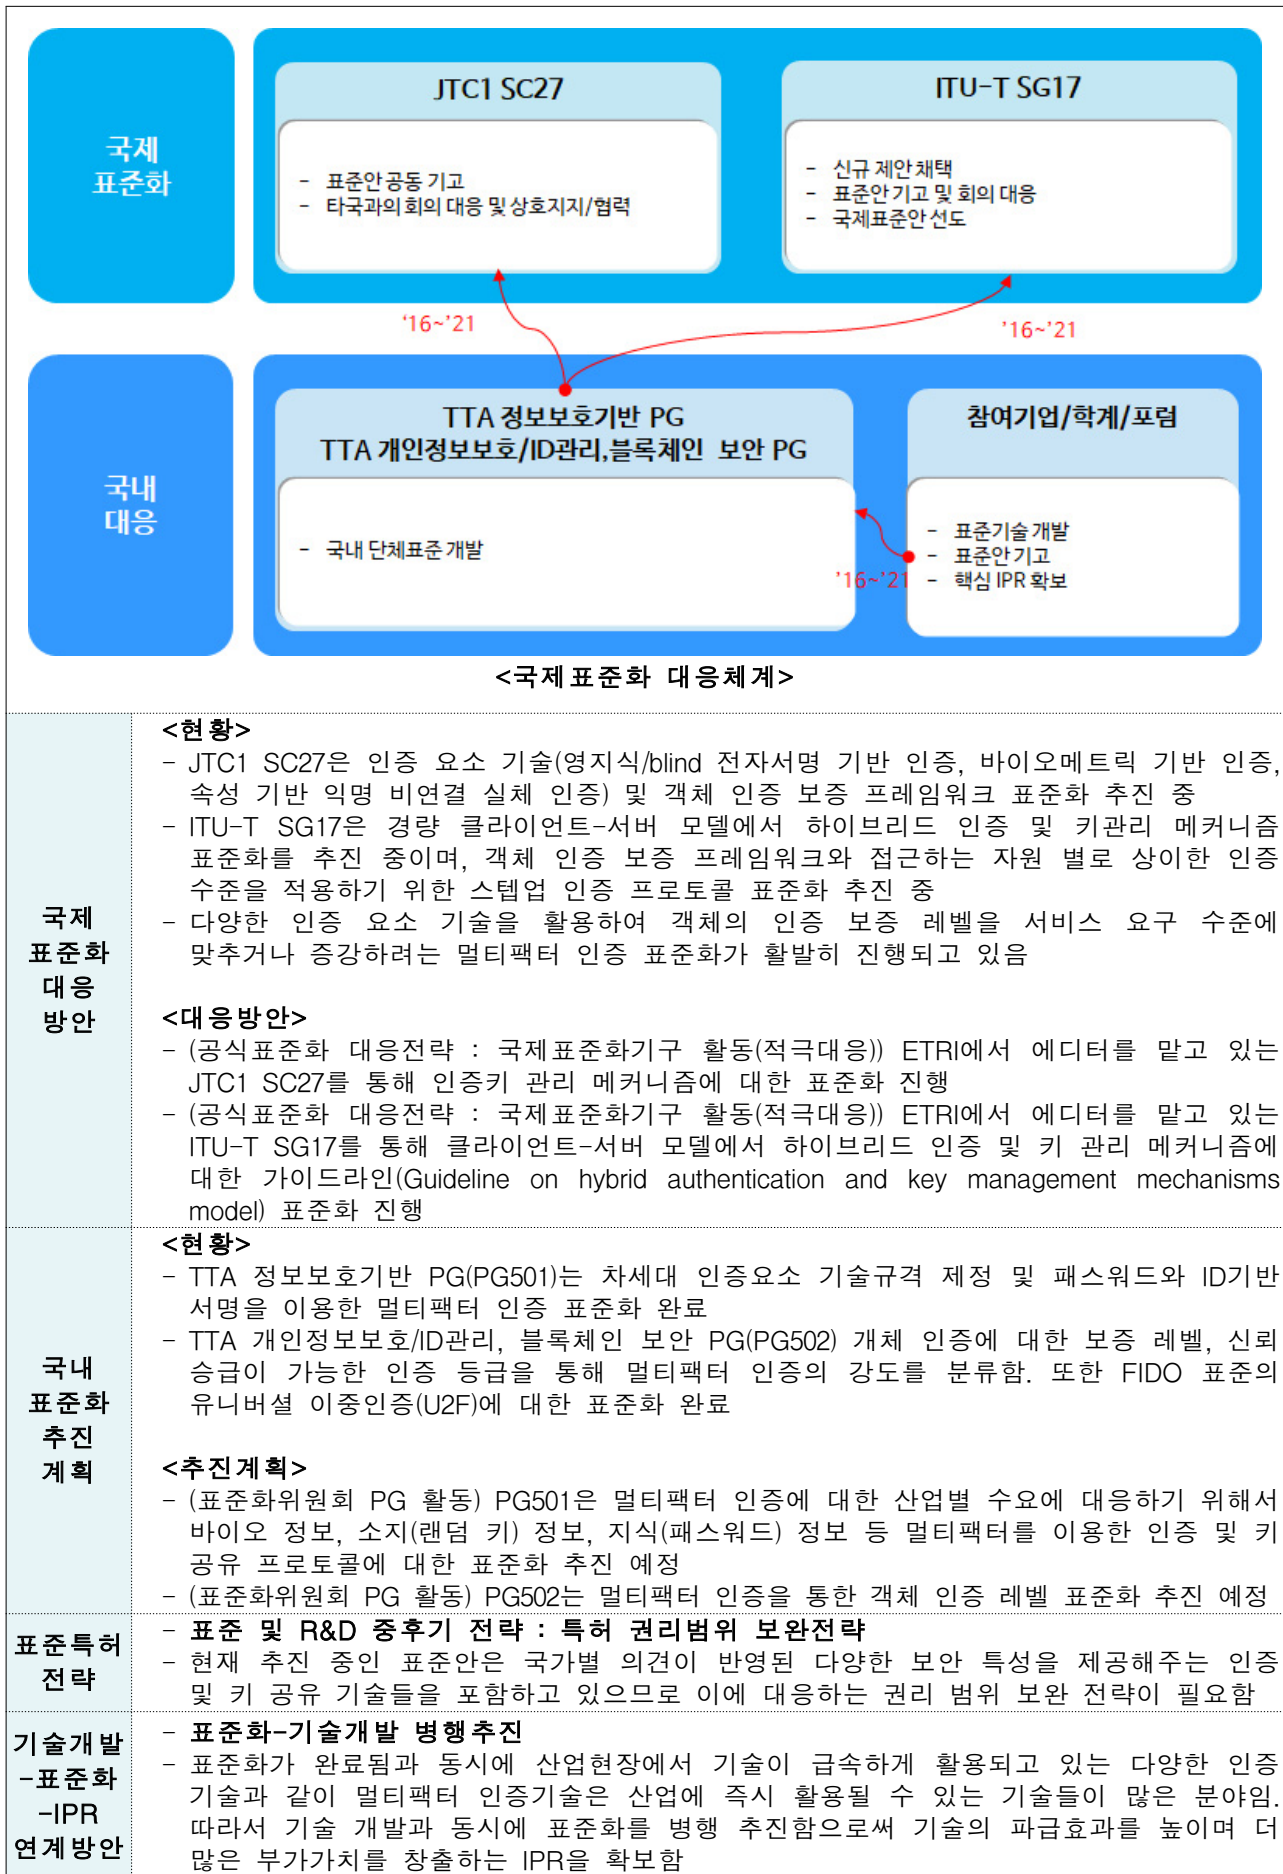 국제
표준화
JTC1 SC27
- 표준안 공동 기고
- 타국과의 회의 대응 및 상호지지/협력
ITU-T SG17
- 신규 제안 채택
- 표준안 기고 및 회의 대응
- 국제표준안 선도
‘16~’21
’16~’21
국내
대응
TTA 정보보호기반 PG
TTA 개인정보보호/ID관리,블록체인 보안 PG
- 국내 단체표준 개발
참여기업/학계/포럼
- 표준기술 개발
- 표준안 기고
- 핵심 IPR 확보
’16~’21
<국제표준화 대응체계>
국제
표준화
대응
방안
<현황>
- JTC1 SC27은 인증 요소 기술(영지식/blind 전자서명 기반 인증, 바이오메트릭 기반 인증,
속성 기반 익명 비연결 실체 인증) 및 객체 인증 보증 프레임워크 표준화 추진 중
- ITU-T SG17은 경량 클라이언트-서버 모델에서 하이브리드 인증 및 키관리 메커니즘
표준화를 추진 중이며, 객체 인증 보증 프레임워크와 접근하는 자원 별로 상이한 인증
수준을 적용하기 위한 스텝업 인증 프로토콜 표준화 추진 중
- 다양한 인증 요소 기술을 활용하여 객체의 인증 보증 레벨을 서비스 요구 수준에
맞추거나 증강하려는 멀티팩터 인증 표준화가 활발히 진행되고 있음
<대응방안>
- (공식표준화 대응전략 : 국제표준화기구 활동(적극대응)) ETRI에서 에디터를 맡고 있는
JTC1 SC27를 통해 인증키 관리 메커니즘에 대한 표준화 진행
- (공식표준화 대응전략 : 국제표준화기구 활동(적극대응)) ETRI에서 에디터를 맡고 있는
ITU-T SG17를 통해 클라이언트-서버 모델에서 하이브리드 인증 및 키 관리 메커니즘에
대한 가이드라인(Guideline on hybrid authentication and key management mechanisms
model) 표준화 진행
국내
표준화
추진
계획
<현황>
- TTA 정보보호기반 PG(PG501)는 차세대 인증요소 기술규격 제정 및 패스워드와 ID기반
서명을 이용한 멀티팩터 인증 표준화 완료
- TTA 개인정보보호/ID관리, 블록체인 보안 PG(PG502) 개체 인증에 대한 보증 레벨, 신뢰
승급이 가능한 인증 등급을 통해 멀티팩터 인증의 강도를 분류함. 또한 FIDO 표준의
유니버셜 이중인증(U2F)에 대한 표준화 완료
<추진계획>
- (표준화위원회 PG 활동) PG501은 멀티팩터 인증에 대한 산업별 수요에 대응하기 위해서
바이오 정보, 소지(랜덤 키) 정보, 지식(패스워드) 정보 등 멀티팩터를 이용한 인증 및 키
공유 프로토콜에 대한 표준화 추진 예정
- (표준화위원회 PG 활동) PG502는 멀티팩터 인증을 통한 객체 인증 레벨 표준화 추진 예정
표준특허
전략
- 표준 및 R&D 중후기 전략 : 특허 권리범위 보완전략
- 현재 추진 중인 표준안은 국가별 의견이 반영된 다양한 보안 특성을 제공해주는 인증
및 키 공유 기술들을 포함하고 있으므로 이에 대응하는 권리 범위 보완 전략이 필요함
기술개발
-표준화
-IPR
연계방안
- 표준화-기술개발 병행추진
- 표준화가 완료됨과 동시에 산업현장에서 기술이 급속하게 활용되고 있는 다양한 인증
기술과 같이 멀티팩터 인증기술은 산업에 즉시 활용될 수 있는 기술들이 많은 분야임.
따라서 기술 개발과 동시에 표준화를 병행 추진함으로써 기술의 파급효과를 높이며 더
많은 부가가치를 창출하는 IPR을 확보함